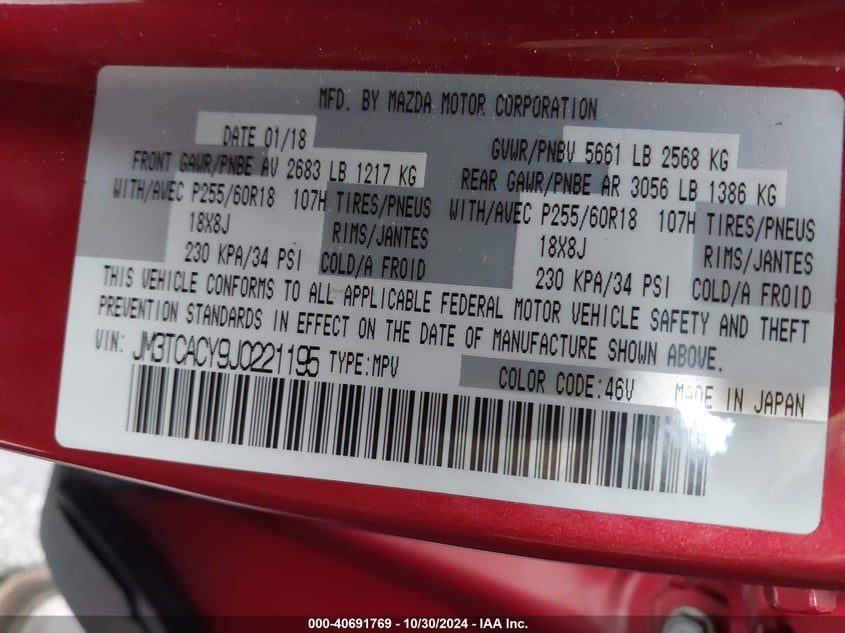 MFD. BY MAZDA MOTOR CORPORATION
DATE 01/18
GVWR/PNBV 5661 LB 2568 KG
FRONT GAWR/PNBE AV 2683 LB 1217 KG
REAR GAWR/PNBE AR 3056 LB 1386 KG
WITH/AVEC P255/60R18 107H TIRES/PNEUS
WITH/AVEC P255/60R18 107H TIRES/PNEUS
18X8J RIMS/JANTES
18X8J RIMS/JANTES
230 KPA/34 PSI COLD/A FROID
230 KPA/34 PSI COLD/A FROID
THIS VEHICLE CONFORMS TO ALL APPLICABLE FEDERAL MOTOR VEHICLE SAFETY AND THEFT
PREVENTION STANDARDS IN EFFECT ON THE DATE OF MANUFACTURE SHOWN ABOVE.
VIN: JM3TCACY9J0221195 TYPE:MPV
COLOR CODE:46V MADE IN JAPAN
000-40691769 - 10/30/2024 - IAA Inc.